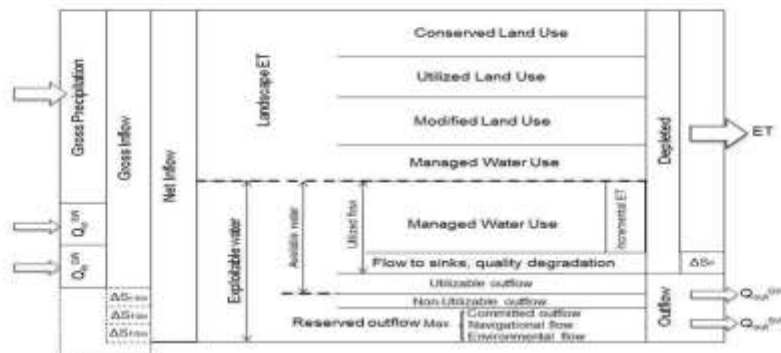 Gross Precipitation
Gross Inflow
Net Inflow
Landscape ET
Conserved Land Use
Utilized Land Use
Modified Land Use
Managed Water Use
Depleted
ET
Exploitable water
Available water
Utilized flow
Managed Water Use
Incremental ET
Flow to sinks, quality degradation
Utilizable outflow
Non-Utilizable outflow
Reserved outflow Max
Committed outflow
Navigational flow
Environmental flow
Outflow